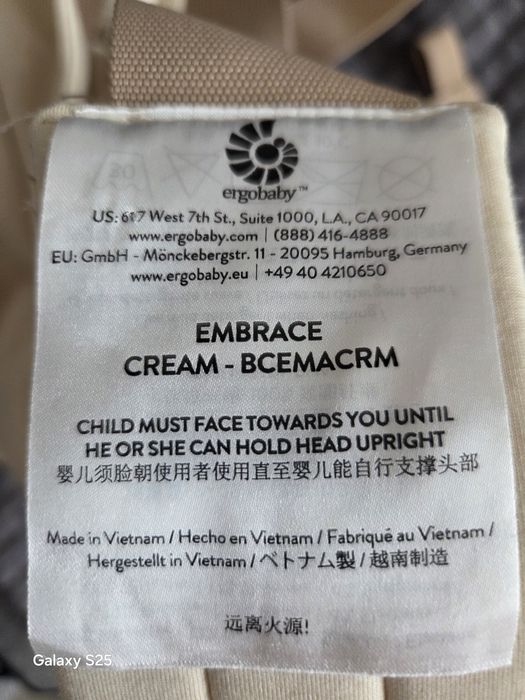 ergobaby™
US: 617 West 7th St., Suite 1000, L.A., CA 90017
www.ergobaby.com | (888) 416-4888
EU: GmbH - Mönckebergstr. 11 - 20095 Hamburg, Germany
www.ergobaby.eu | +49 40 4210650
EMBRACE
CREAM - BCEMACRM
CHILD MUST FACE TOWARDS YOU UNTIL
HE OR SHE CAN HOLD HEAD UPRIGHT
婴儿须脸朝使用者使用直至婴儿能自行支撑头部
Made in Vietnam / Hecho en Vietnam / Fabriqué au Vietnam /
Hergestellt in Vietnam / ベトナム製 / 越南制造
远离火源!
Galaxy S25